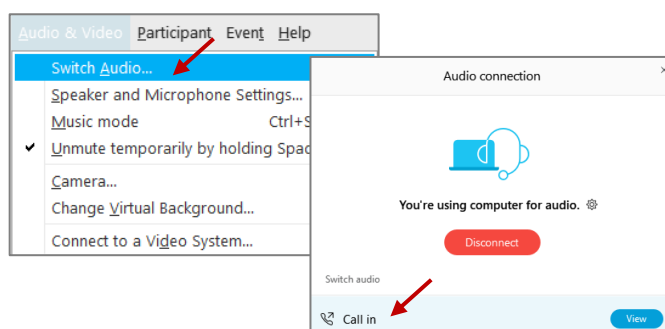 Audio & Video Participant Event Help
Switch Audio...
Speaker and Microphone Settings...
Music mode Ctrl+S
Unmute temporarily by holding Spac
Camera...
Change Virtual Background...
Connect to a Video System...
Audio connection
You're using computer for audio.
Disconnect
Switch audio
Call in
View